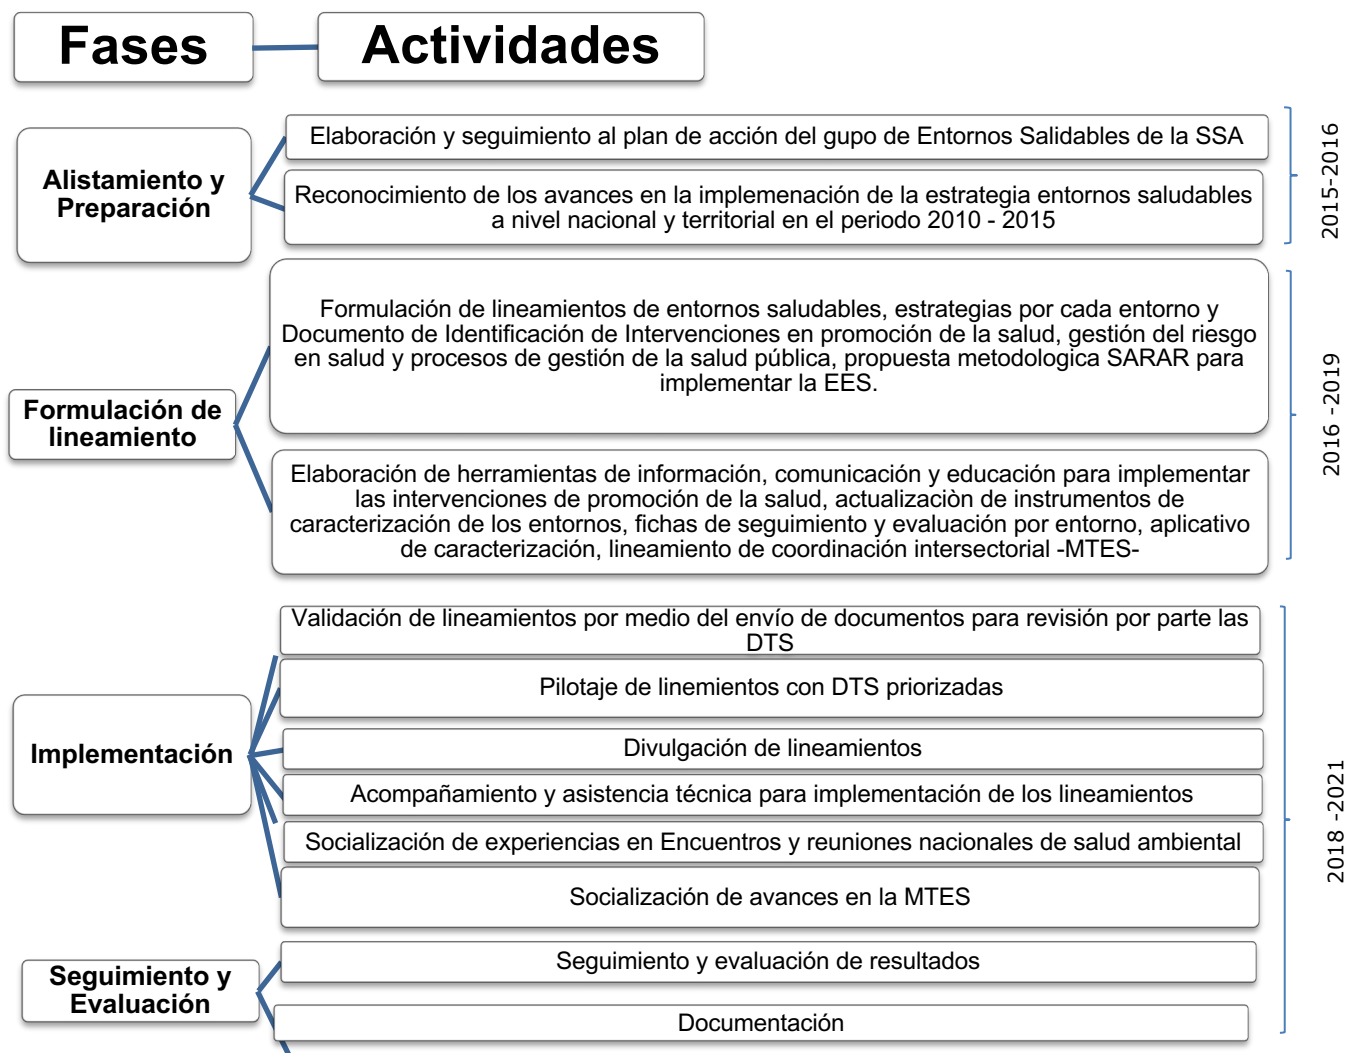 Fases
Actividades
Alistamiento y
Preparación
Elaboración y seguimiento al plan de acción del gupo de Entornos Salidables de la SSA
Reconocimiento de los avances en la implemenación de la estrategia entornos saludables
a nivel nacional y territorial en el periodo 2010 - 2015
2015-2016
Formulación de
lineamiento
Formulación de lineamientos de entornos saludables, estrategias por cada entorno y
Documento de Identificación de Intervenciones en promoción de la salud, gestión del riesgo
en salud y procesos de gestión de la salud pública, propuesta metodologica SARAR para
implementar la EES.
Elaboración de herramientas de información, comunicación y educación para implementar
las intervenciones de promoción de la salud, actualizaciòn de instrumentos de
caracterización de los entornos, fichas de seguimiento y evaluación por entorno, aplicativo
de caracterización, lineamiento de coordinación intersectorial -MTES-
2016 -2019
Implementación
Validación de lineamientos por medio del envío de documentos para revisión por parte las
DTS
Pilotaje de linemientos con DTS priorizadas
Divulgación de lineamientos
Acompañamiento y asistencia técnica para implementación de los lineamientos
Socialización de experiencias en Encuentros y reuniones nacionales de salud ambiental
Socialización de avances en la MTES
Seguimiento y
Evaluación
Seguimiento y evaluación de resultados
Documentación
2018 -2021